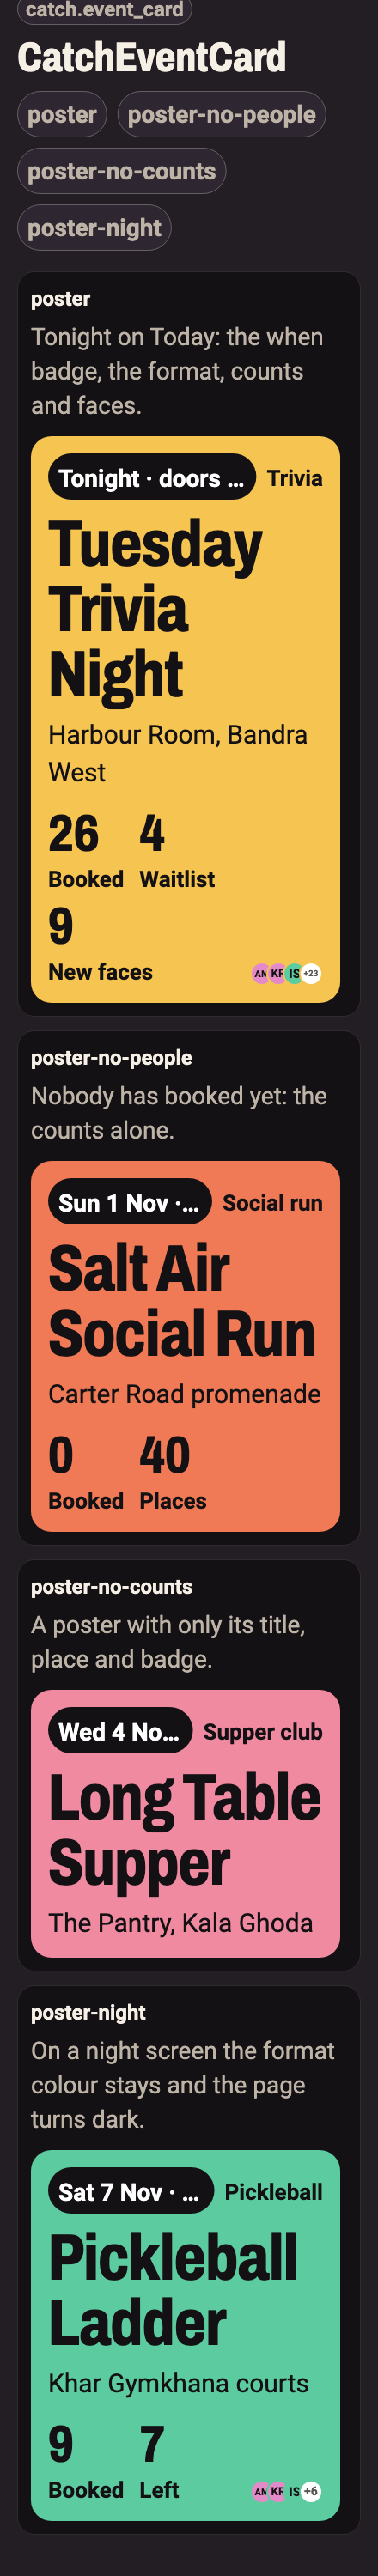 catch.event_card
CatchEventCard
poster
poster-no-people
poster-no-counts
poster-night
poster
Tonight on Today: the when
badge, the format, counts
and faces.
Tonight · doors ...
Trivia
Tuesday
Trivia
Night
Harbour Room, Bandra
West
26
4
Booked
Waitlist
9
New faces
+23
poster-no-people
Nobody has booked yet: the
counts alone.
Sun 1 Nov ·...
Social run
Salt Air
Social Run
Carter Road promenade
0
40
Booked
Places
poster-no-counts
A poster with only its title,
place and badge.
Wed 4 No...
Supper club
Long Table
Supper
The Pantry, Kala Ghoda
poster-night
On a night screen the format
colour stays and the page
turns dark.
Sat 7 Nov · ...
Pickleball
Pickleball
Ladder
Khar Gymkhana courts
9
7
Booked
Left
IS
+6